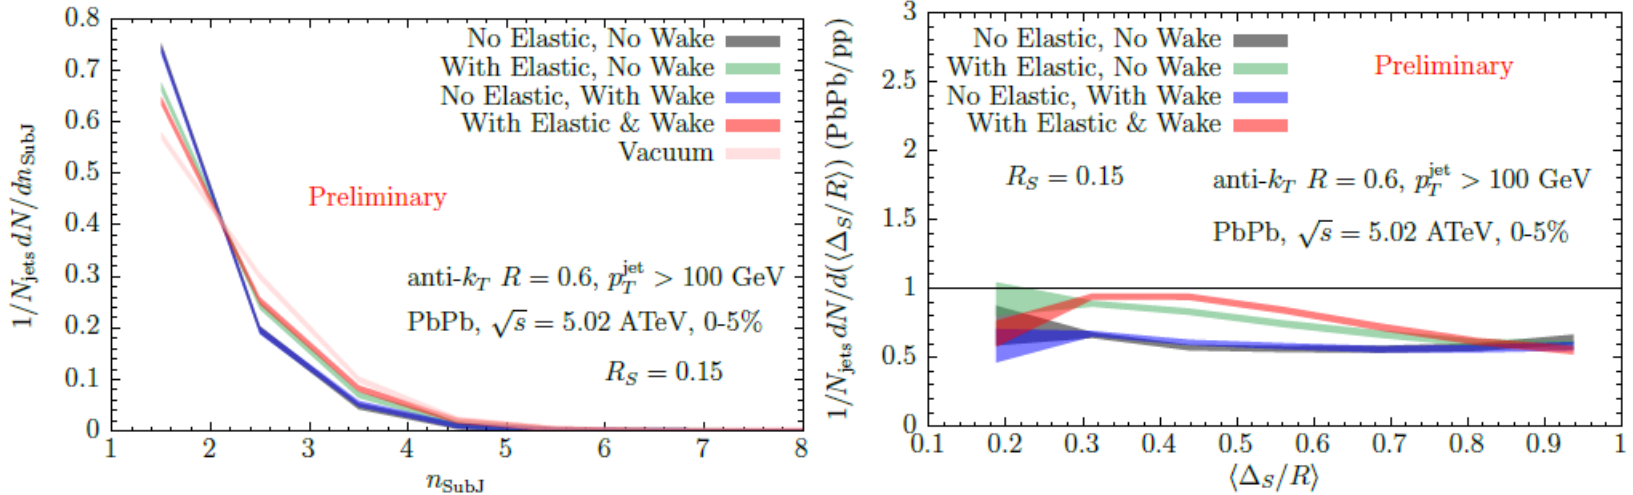 0.8
0.7
0.6
0.5
0.4
0.3
0.2
0.1
0
1/N_jets dN/dn_SubJ
No Elastic, No Wake
With Elastic, No Wake
No Elastic, With Wake
With Elastic & Wake
Vacuum
Preliminary
anti-k_T R = 0.6, p_T^jet > 100 GeV
PbPb, √s = 5.02 ATeV, 0-5%
R_S = 0.15
1 2 3 4 5 6 7 8
n_SubJ
3
2.5
2
1.5
1
0.5
0
1/N_jets dN/d(⟨Δ_S/R⟩) (PbPb/pp)
No Elastic, No Wake
With Elastic, No Wake
No Elastic, With Wake
With Elastic & Wake
Preliminary
R_S = 0.15
anti-k_T R = 0.6, p_T^jet > 100 GeV
PbPb, √s = 5.02 ATeV, 0-5%
0.1 0.2 0.3 0.4 0.5 0.6 0.7 0.8 0.9 1
⟨Δ_S/R⟩